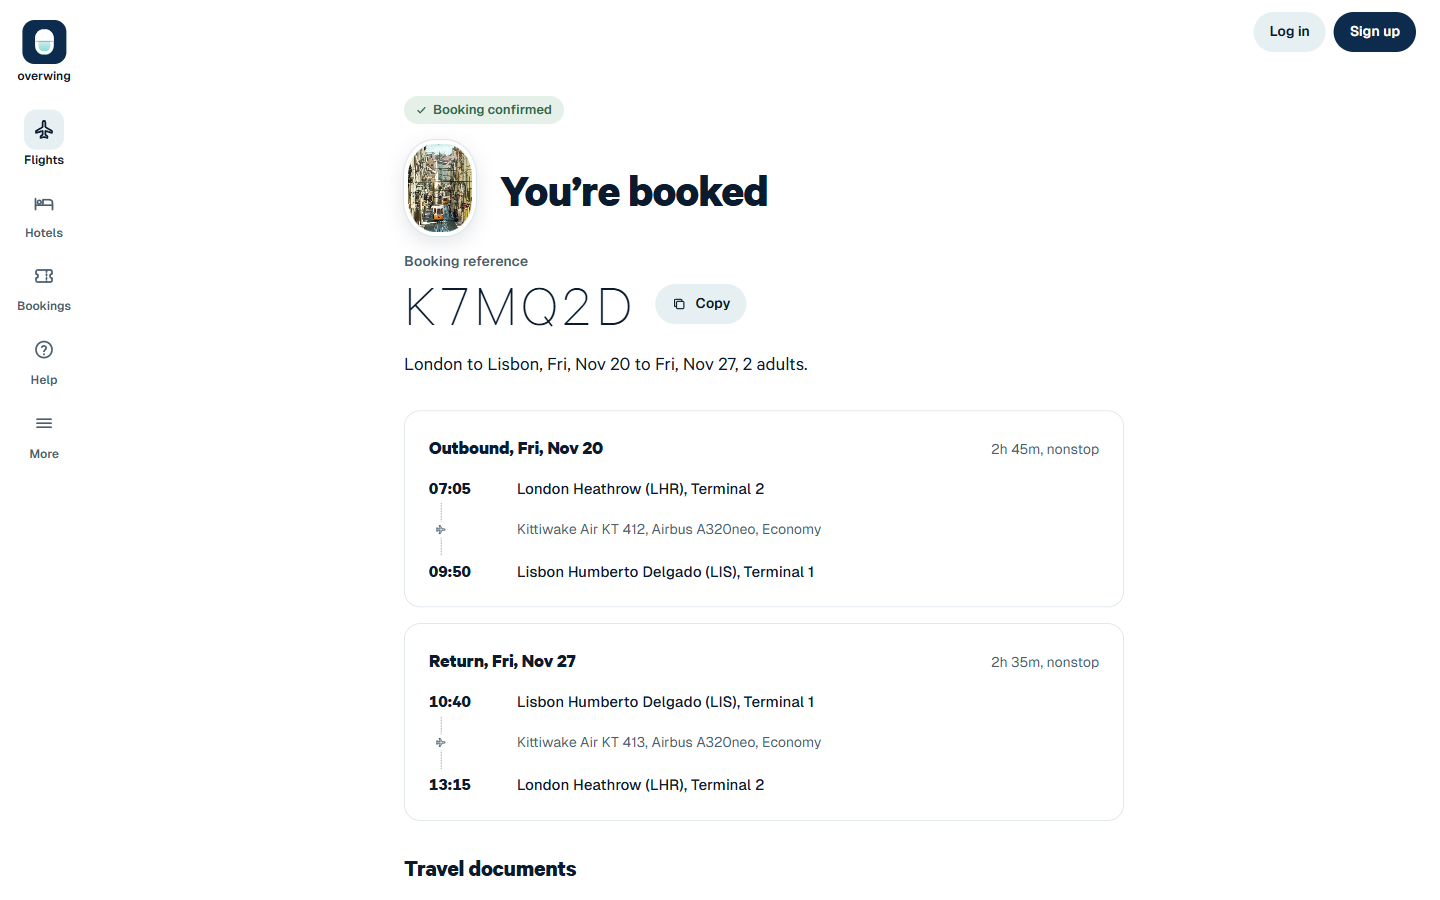 overwing
Flights
Hotels
Bookings
Help
More
Log in
Sign up
Booking confirmed
You’re booked
Booking reference
K7MQ2D
Copy
London to Lisbon, Fri, Nov 20 to Fri, Nov 27, 2 adults.
Outbound, Fri, Nov 20
2h 45m, nonstop
07:05 London Heathrow (LHR), Terminal 2
Kittiwake Air KT 412, Airbus A320neo, Economy
09:50 Lisbon Humberto Delgado (LIS), Terminal 1
Return, Fri, Nov 27
2h 35m, nonstop
10:40 Lisbon Humberto Delgado (LIS), Terminal 1
Kittiwake Air KT 413, Airbus A320neo, Economy
13:15 London Heathrow (LHR), Terminal 2
Travel documents